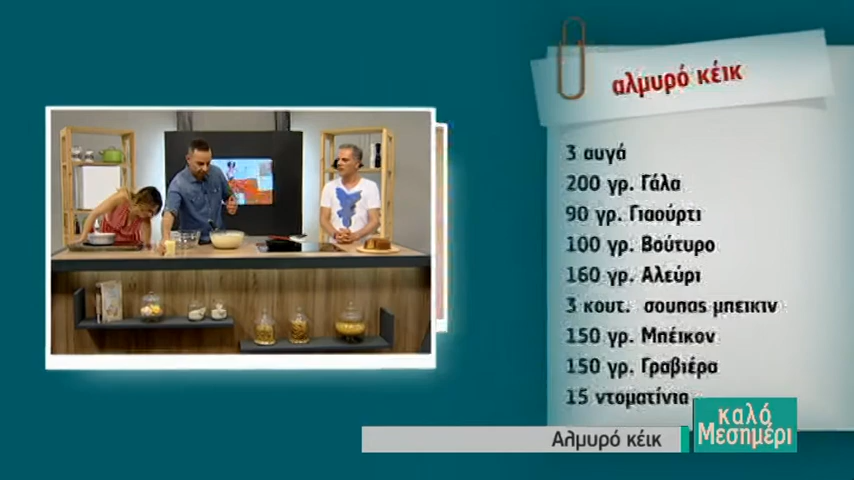 αλμυρό κέικ
3 αυγά
200 γρ. Γάλα
90 γρ. Γιαούρτι
100 γρ. Βούτυρο
160 γρ. Αλεύρι
3 κουτ. σουπας μπεικιν
150 γρ. Μπέικον
150 γρ. Γραβιέρα
15 ντοματίνια
Αλμυρό κέικ
καλό
Μεσημέρι